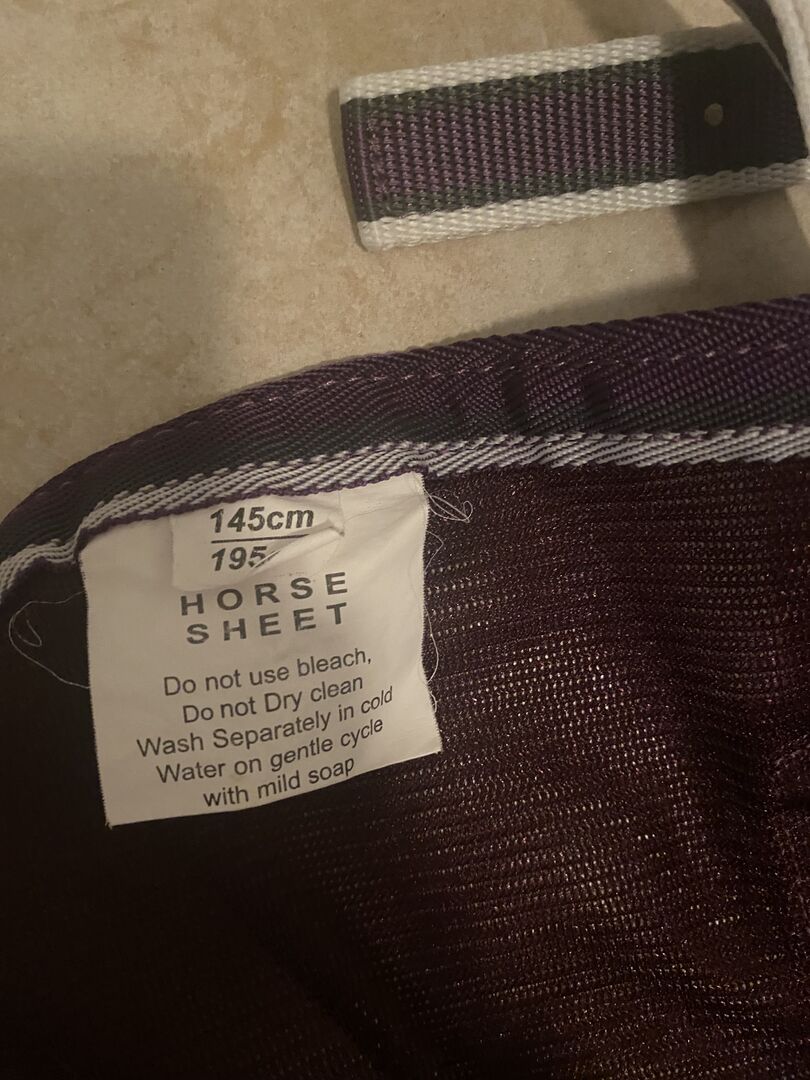 145cm
195
HORSE
SHEET
Do not use bleach,
Do not Dry clean
Wash Separately in cold
Water on gentle cycle
with mild soap